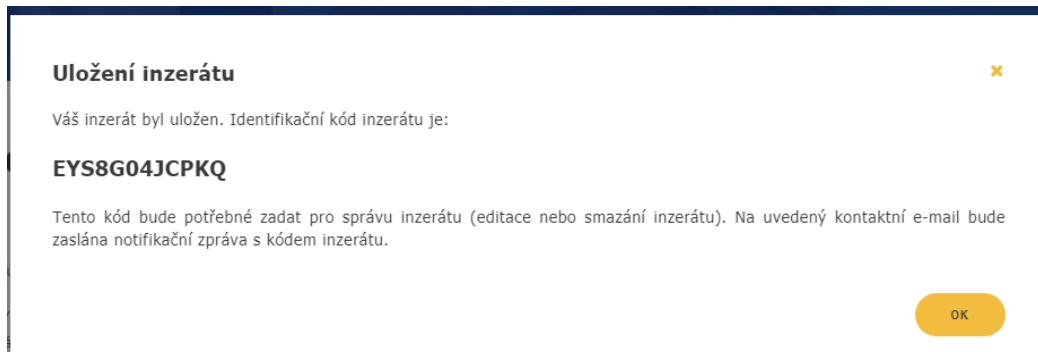 Uložení inzerátu
Váš inzerát byl uložen. Identifikační kód inzerátu je:
EYS8G04JCPKQ
Tento kód bude potřebné zadat pro správu inzerátu (editace nebo smazání inzerátu). Na uvedený kontaktní e-mail bude
zaslána notifikační zpráva s kódem inzerátu.
OK